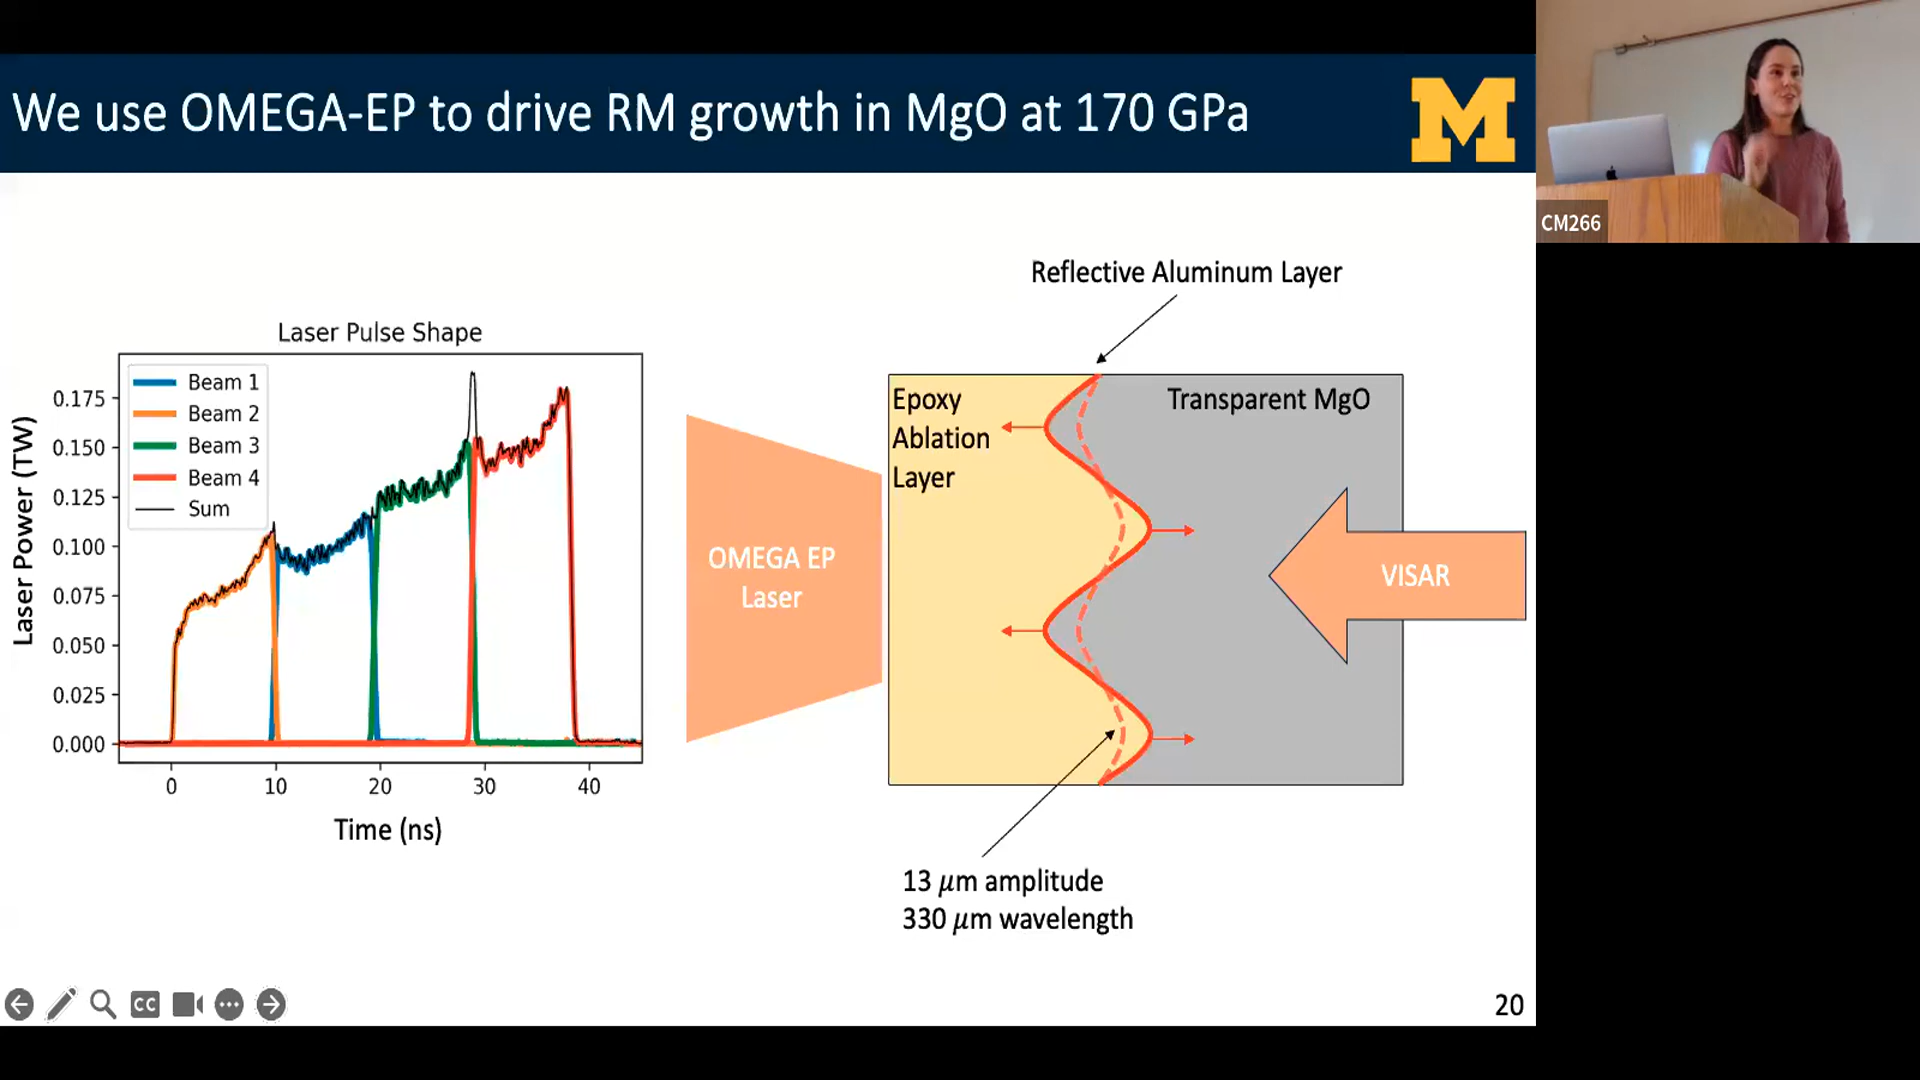 We use OMEGA-EP to drive RM growth in MgO at 170 GPa
M
CM266
Reflective Aluminum Layer
Laser Pulse Shape
Beam 1
Beam 2
Beam 3
Beam 4
Sum
0.175
0.150
0.125
0.100
0.075
0.050
0.025
0.000
Laser Power (TW)
0 10 20 30 40
Time (ns)
OMEGA EP
Laser
Epoxy
Ablation
Layer
Transparent MgO
VISAR
13 𝜇m amplitude
330 𝜇m wavelength
CC
20